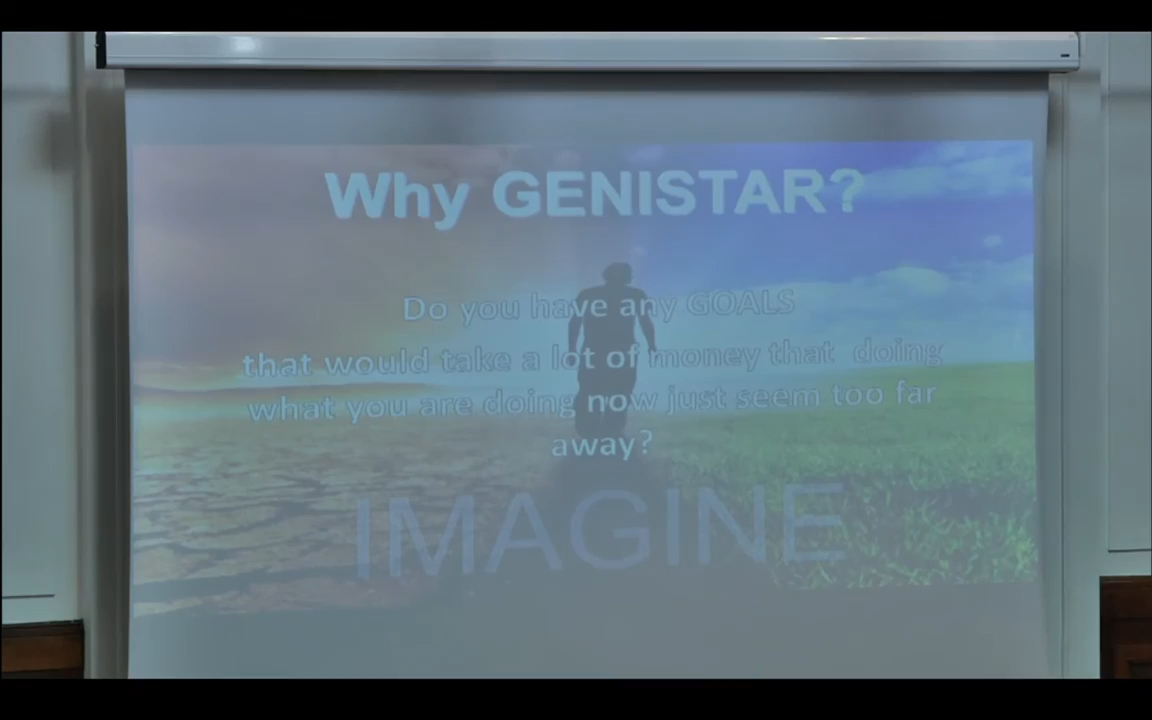 Why GENISTAR?
Do you have any GOALS
that would take a lot of money that doing
what you are doing now just seem too far
away?
IMAGINE